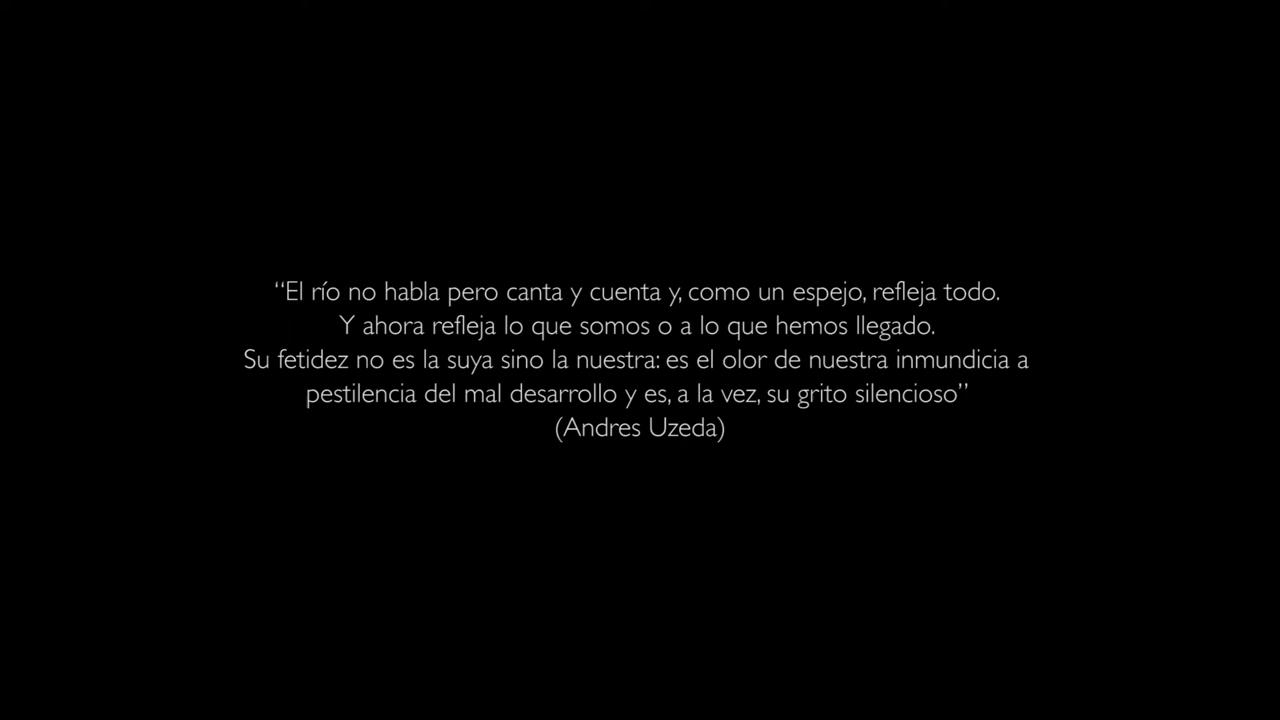 “El río no habla pero canta y cuenta y, como un espejo, refleja todo.
Y ahora refleja lo que somos o a lo que hemos llegado.
Su fetidez no es la suya sino la nuestra: es el olor de nuestra inmundicia a
pestilencia del mal desarrollo y es, a la vez, su grito silencioso”
(Andres Uzeda)